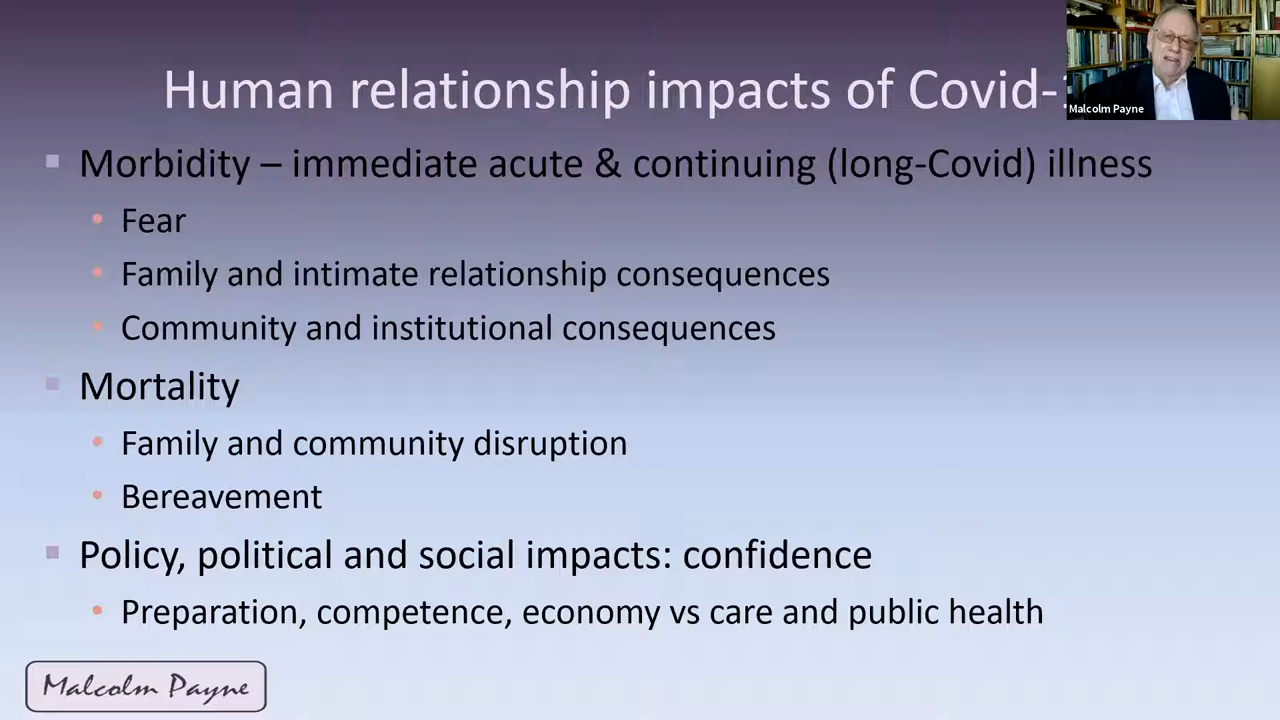 Human relationship impacts of Covid-
Malcolm Payne
Morbidity – immediate acute & continuing (long-Covid) illness
Fear
Family and intimate relationship consequences
Community and institutional consequences
Mortality
Family and community disruption
Bereavement
Policy, political and social impacts: confidence
Preparation, competence, economy vs care and public health
Malcolm Payne